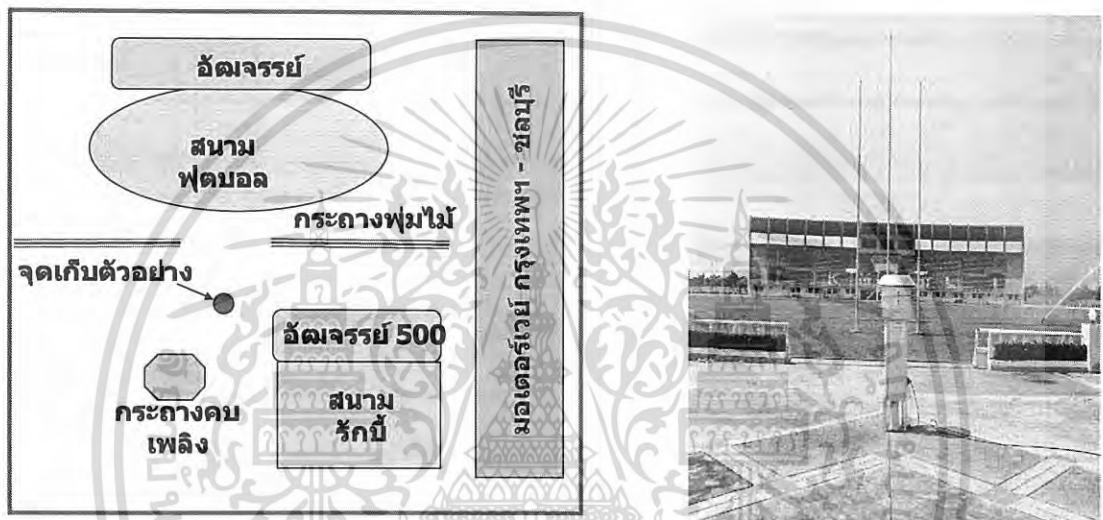 อัฒจรรย์
สนาม
ฟุตบอล
กระถางพุ่มไม้
จุดเก็บตัวอย่าง
อัฒจรรย์ 500
กระถางคบ
เพลิง
สนาม
รักบี้
มอเตอร์เวย์ กรุงเทพฯ - ชลบุรี